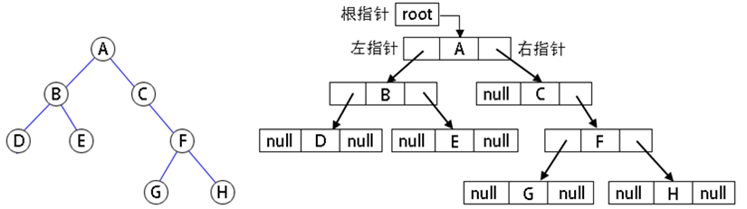 根指针 root
A
左指针 A 右指针
B C
B null C
D E F
null D null null E null F
G H
null G null null H null